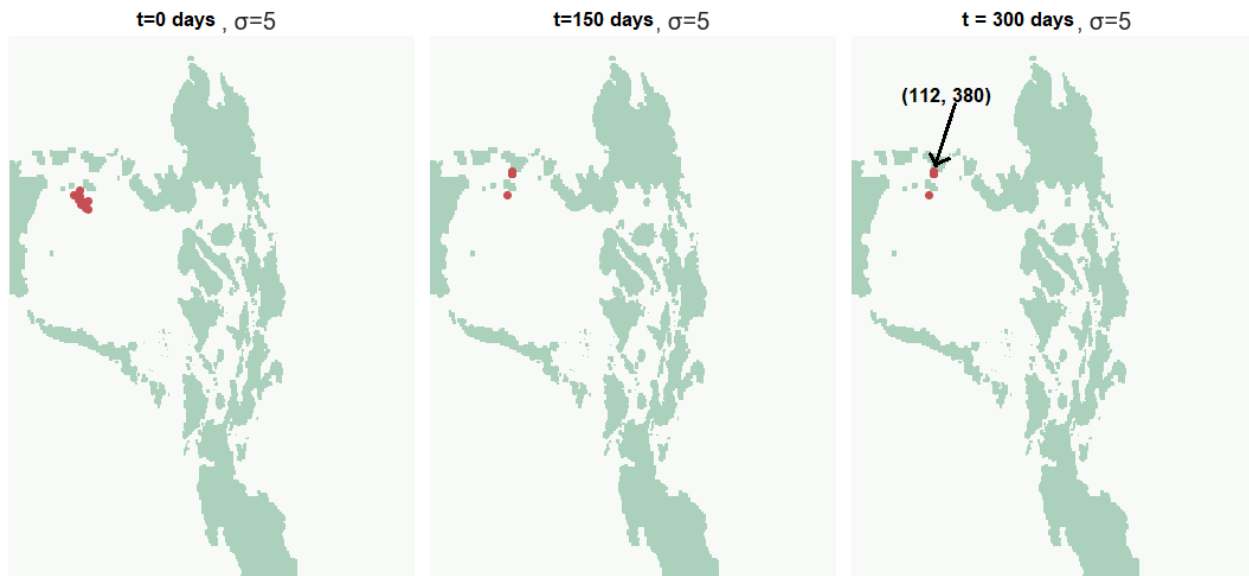 t=0 days , σ=5
t=150 days , σ=5
t = 300 days , σ=5
(112, 380)